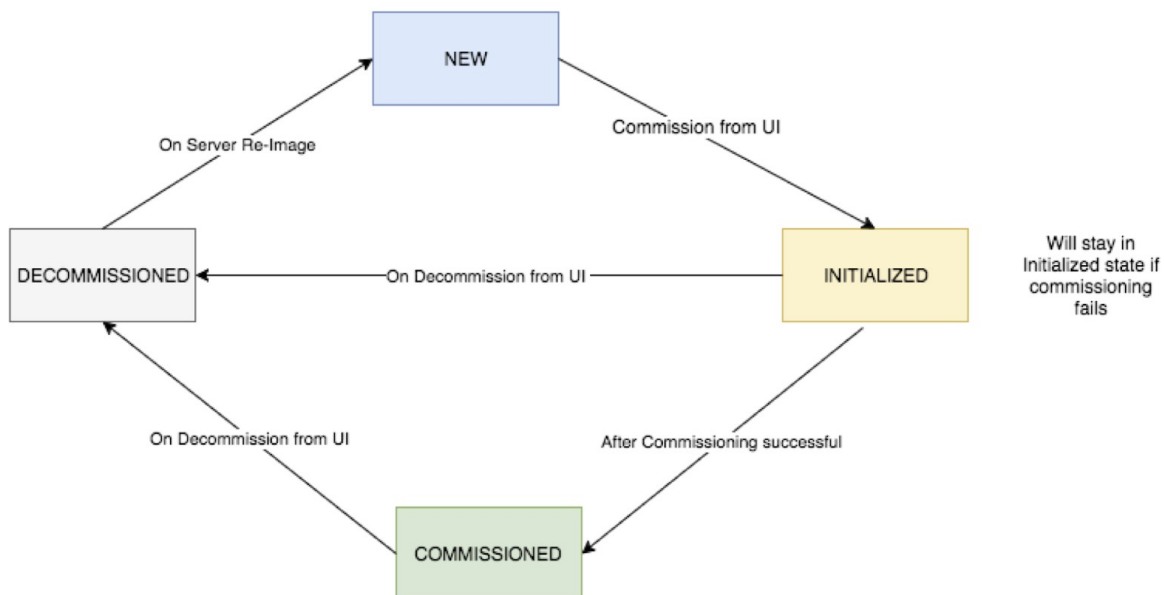 NEW
Commission from UI
On Server Re-Image
DECOMMISSIONED
On Decommission from UI
INITIALIZED
Will stay in
Initialized state if
commissioning
fails
On Decommission from UI
After Commissioning successful
COMMISSIONED